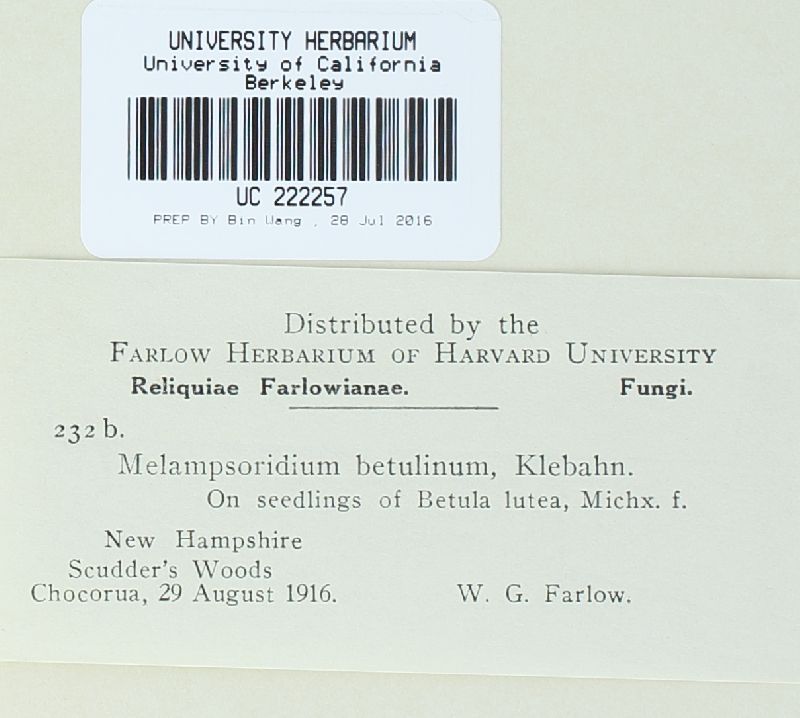 UNIVERSITY HERBARIUM
University of California
Berkeley
UC 222257
PREP BY Bin Wang , 28 Jul 2016
Distributed by the
FARLOW HERBARIUM OF HARVARD UNIVERSITY
Reliquiae Farlowianae. Fungi.
232 b.
Melampsoridium betulinum, Klebahn.
On seedlings of Betula lutea, Michx. f.
New Hampshire
Scudder's Woods
Chocorua, 29 August 1916. W. G. Farlow.